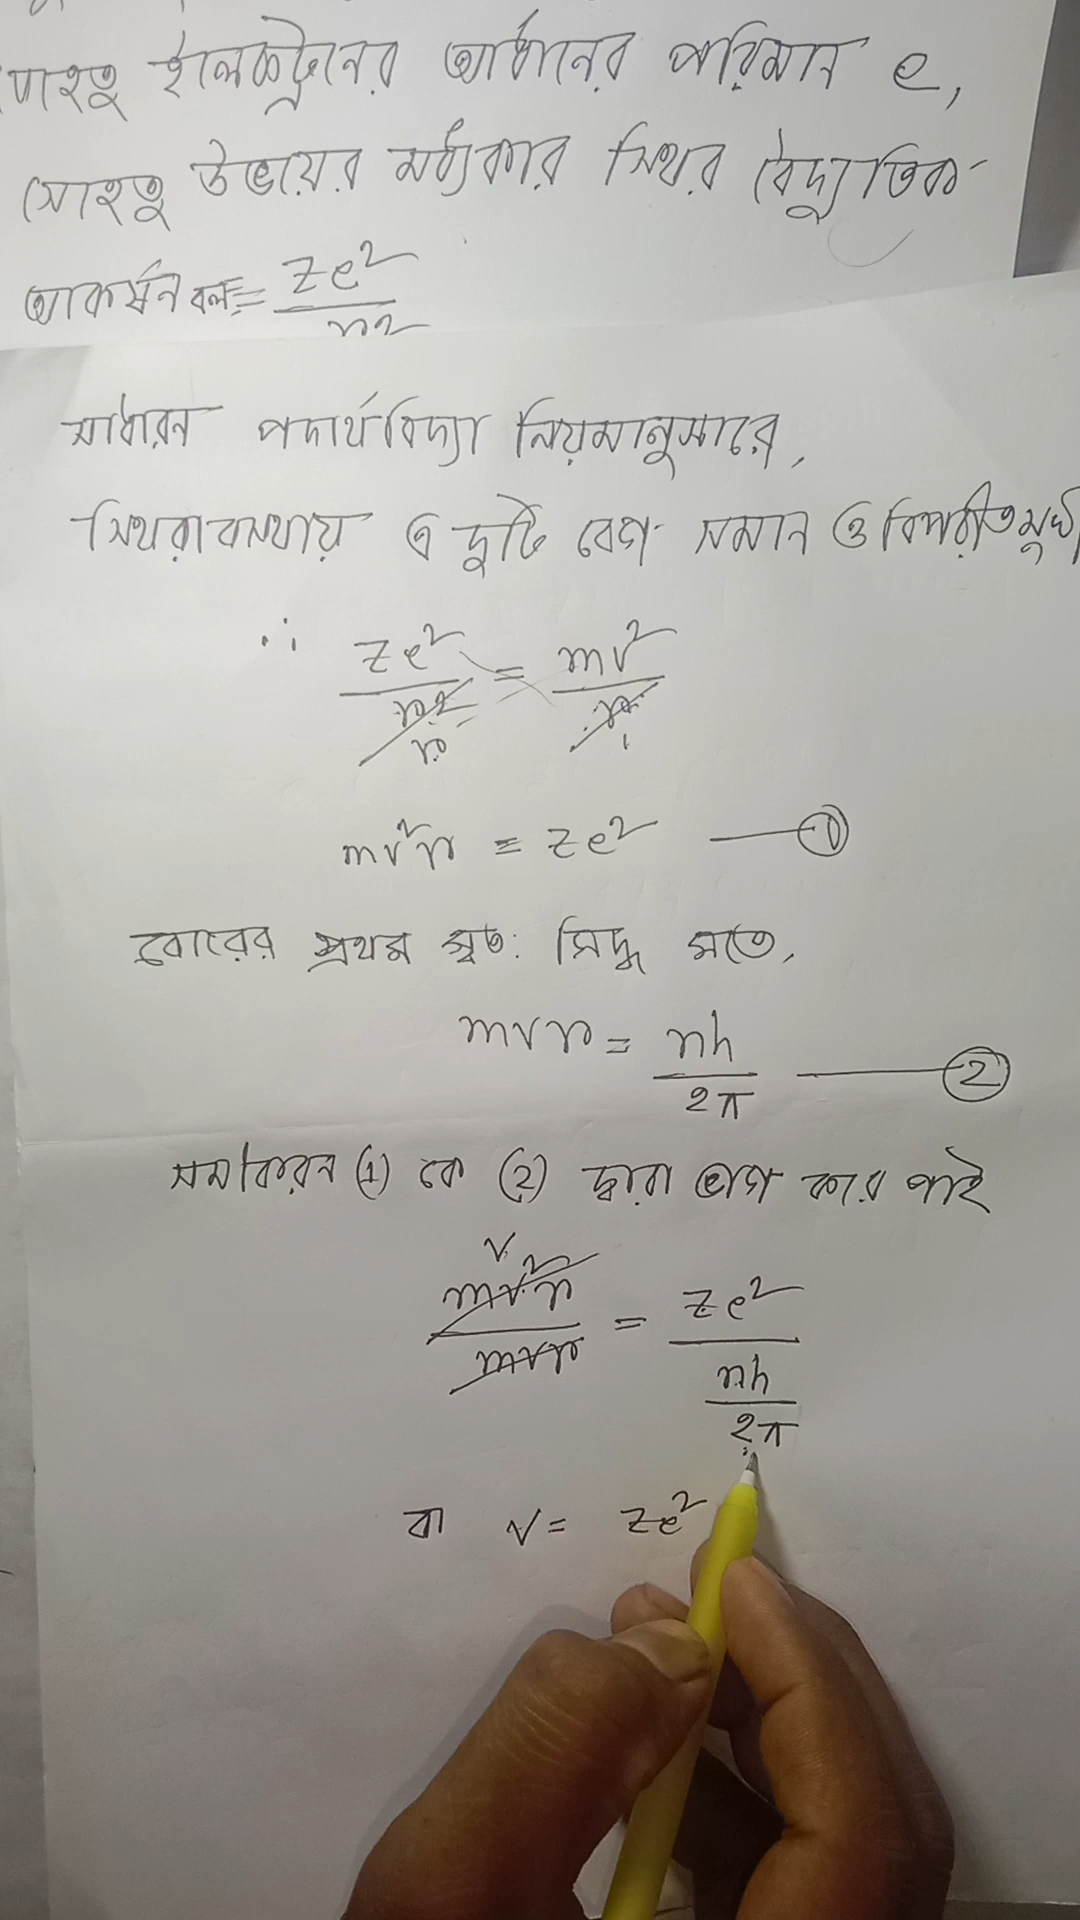 যেহেতু ইলেকট্রনের আধানের পরিমান e,
সেহেতু উভয়ের মধ্যকার স্থির বৈদ্যুতিক
আকর্ষন বল = Ze²/r²
সাধারন পদার্থবিদ্যা নিয়মানুসারে,
স্থিরাবস্থায় এ দুটি বেগ সমান ও বিপরীতমুখী
∴ Ze²/r² = mv²/r
r 1
mv²r = Ze² —— ①
বোরের প্রথম স্বতঃ সিদ্ধ মতে,
mvr = nh/2π —— ②
সমীকরন (1) কে (2) দ্বারা ভাগ করে পাই
v
mv²r/mvr = Ze²/(nh/2π)
বা v = Ze²